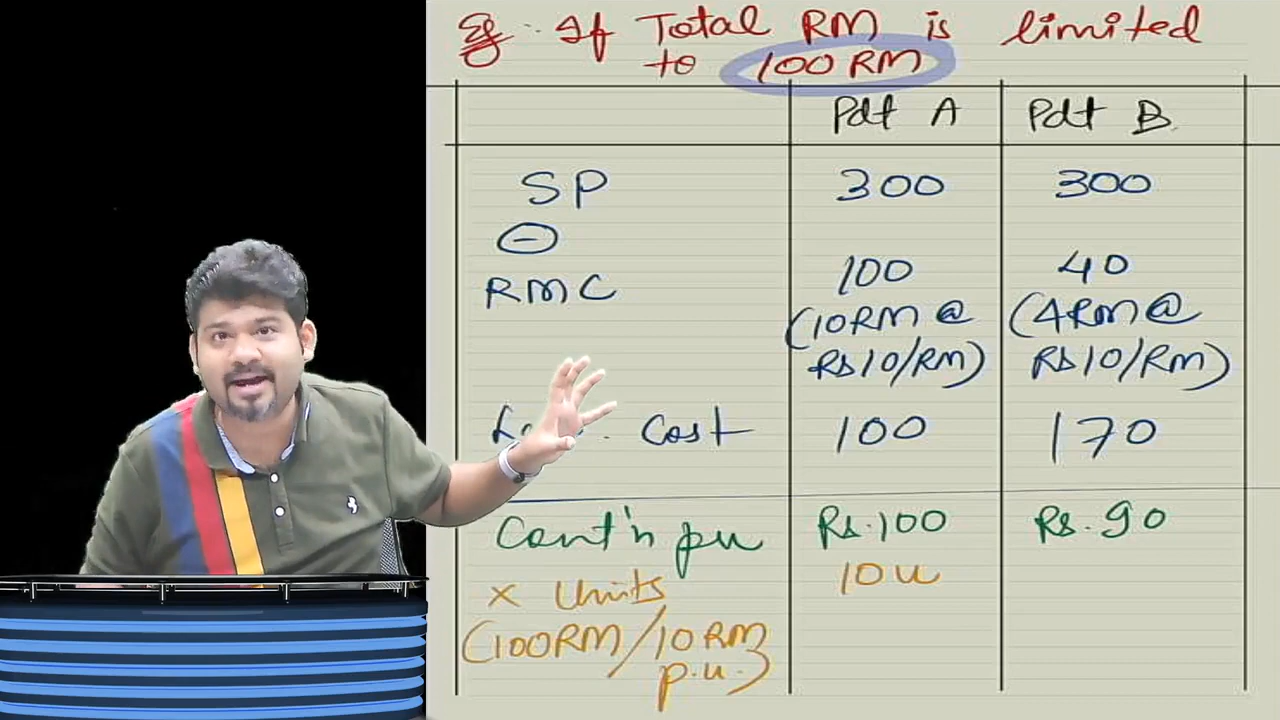 Eg. If Total RM is limited
to 100 RM
Pdt A Pdt B
SP 300 300
⊖
RMC 100 40
(10RM @ (4RM @
Rs10/RM) Rs10/RM)
Cost 100 170
Cont'n pu Rs.100 Rs.90
× Units 10u
(100RM/10RM
p.u.)